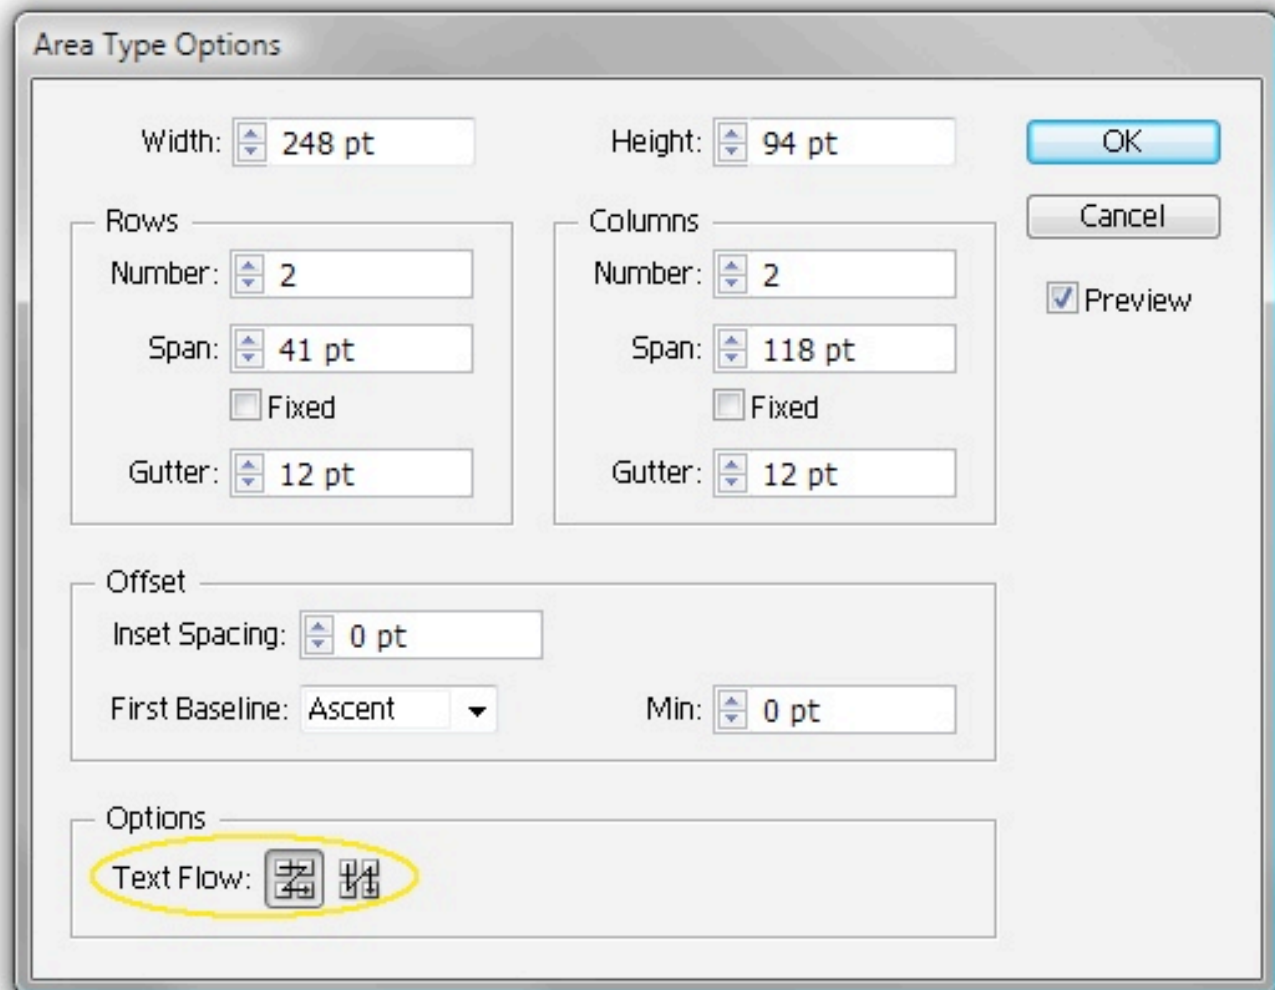 Area Type Options
Width: 248 pt Height: 94 pt OK
Cancel
Rows Columns
Number: 2 Number: 2
Preview
Span: 41 pt Span: 118 pt
Fixed Fixed
Gutter: 12 pt Gutter: 12 pt
Offset
Inset Spacing: 0 pt
First Baseline: Ascent Min: 0 pt
Options
Text Flow: